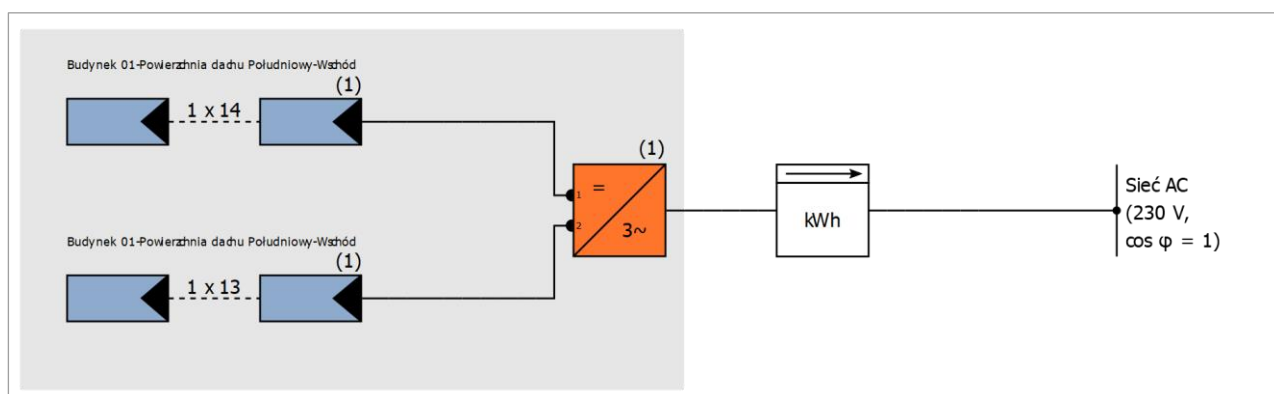 Budynek 01-Powierzchnia dachu Południowy-Wschód
(1)
1 x 14
(1)
1
=
2
3~
kWh
Sieć AC
(230 V,
cos φ = 1)
Budynek 01-Powierzchnia dachu Południowy-Wschód
(1)
1 x 13